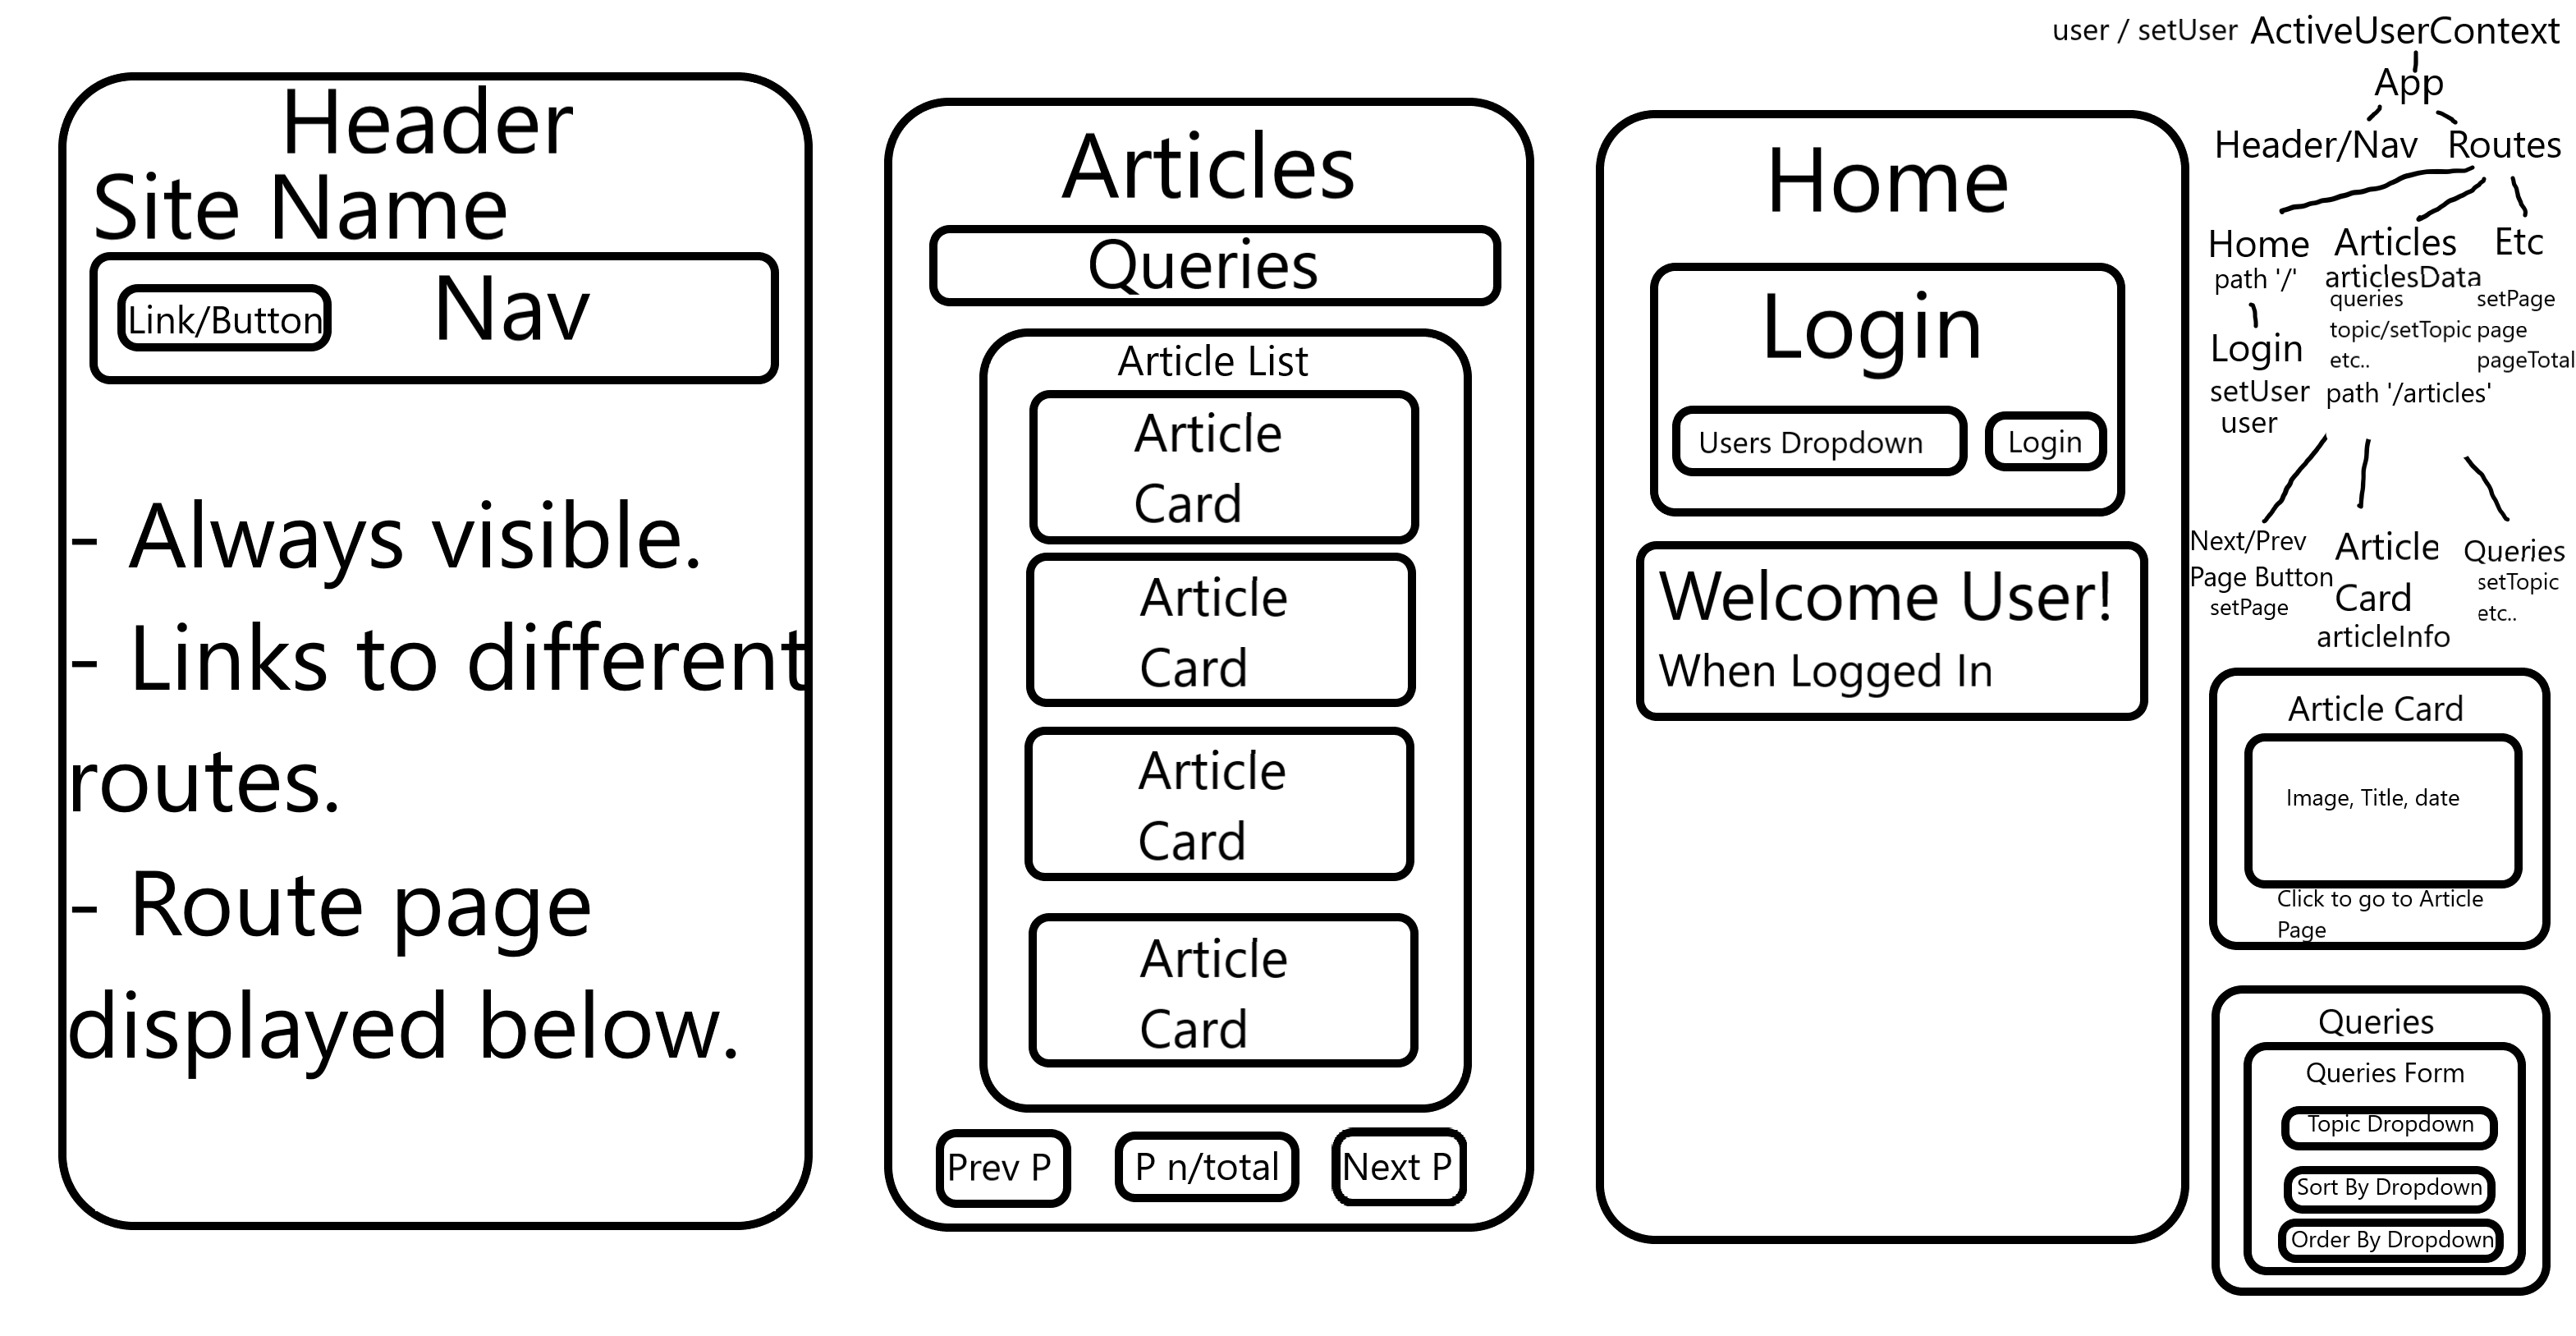 Header
Site Name
Link/Button
Nav
- Always visible.
- Links to different
routes.
- Route page
displayed below.
Articles
Queries
Article List
Article
Card
Article
Card
Article
Card
Article
Card
Prev P
P n/total
Next P
Home
Login
Users Dropdown
Login
Welcome User!
When Logged In
user / setUser ActiveUserContext
App
Header/Nav
Routes
Home
path '/'
Login
setUser
user
Articles
articlesData
queries
topic/setTopic
etc..
path '/articles'
Etc
setPage
page
pageTotal
Next/Prev
Page Button
setPage
Article
Card
articleInfo
Queries
setTopic
etc..
Article Card
Image, Title, date
Click to go to Article
Page
Queries
Queries Form
Topic Dropdown
Sort By Dropdown
Order By Dropdown